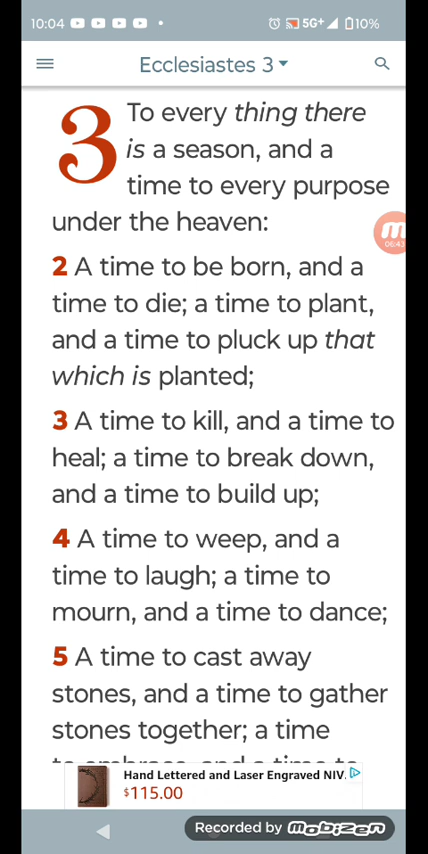 10:04 5G+ 10%
Ecclesiastes 3
3 To every thing there
is a season, and a
time to every purpose
under the heaven:
06:43
2 A time to be born, and a
time to die; a time to plant,
and a time to pluck up that
which is planted;
3 A time to kill, and a time to
heal; a time to break down,
and a time to build up;
4 A time to weep, and a
time to laugh; a time to
mourn, and a time to dance;
5 A time to cast away
stones, and a time to gather
stones together; a time
to embrace, and a time to
Hand Lettered and Laser Engraved NIV.
$115.00
Recorded by mobizen